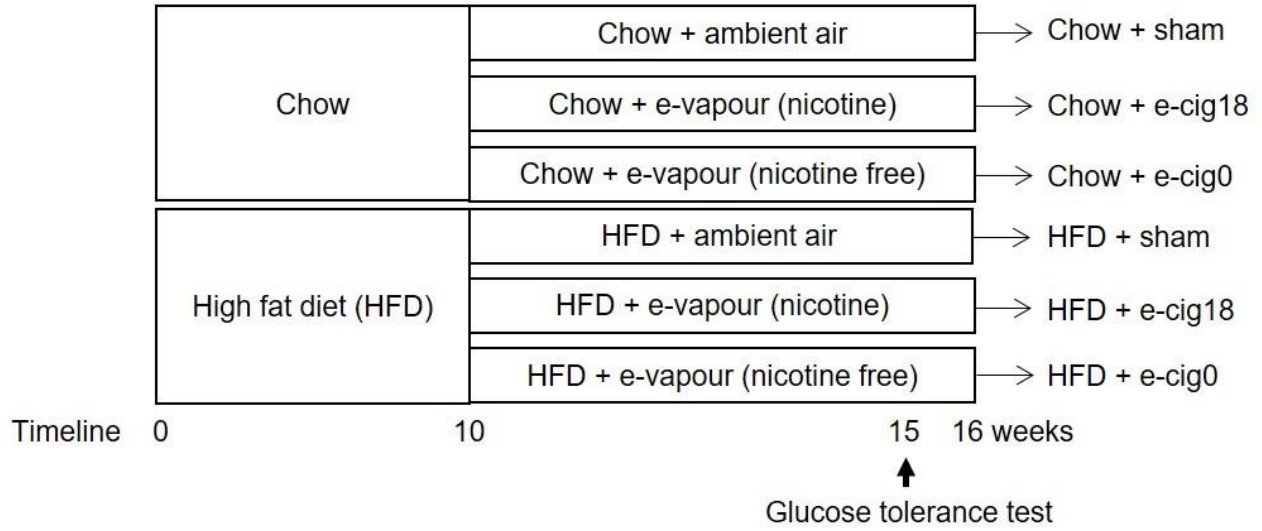 Chow
Chow + ambient air
Chow + sham
Chow + e-vapour (nicotine)
Chow + e-cig18
Chow + e-vapour (nicotine free)
Chow + e-cig0
High fat diet (HFD)
HFD + ambient air
HFD + sham
HFD + e-vapour (nicotine)
HFD + e-cig18
HFD + e-vapour (nicotine free)
HFD + e-cig0
Timeline 0 10 15 16 weeks
Glucose tolerance test